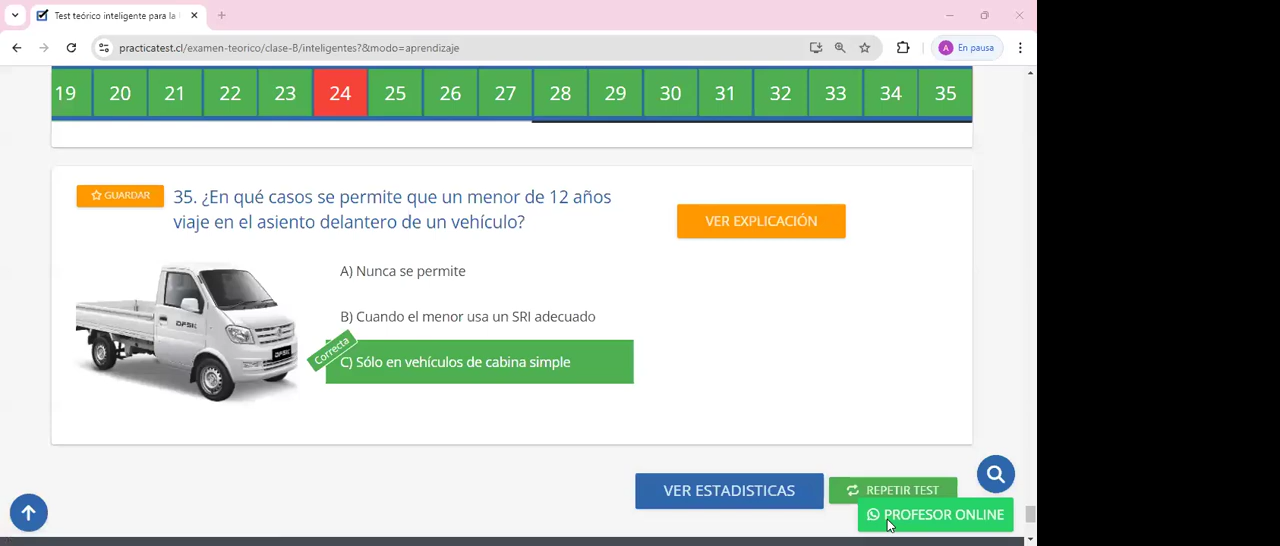 Test teórico inteligente para la
practicatest.cl/examen-teorico/clase-B/inteligentes?&modo=aprendizaje
A
En pausa
19 20 21 22 23 24 25 26 27 28 29 30 31 32 33 34 35
GUARDAR
35. ¿En qué casos se permite que un menor de 12 años
viaje en el asiento delantero de un vehículo?
VER EXPLICACIÓN
A) Nunca se permite
B) Cuando el menor usa un SRI adecuado
Correcta
C) Sólo en vehículos de cabina simple
DFSK
DFSK
VER ESTADISTICAS
REPETIR TEST
PROFESOR ONLINE